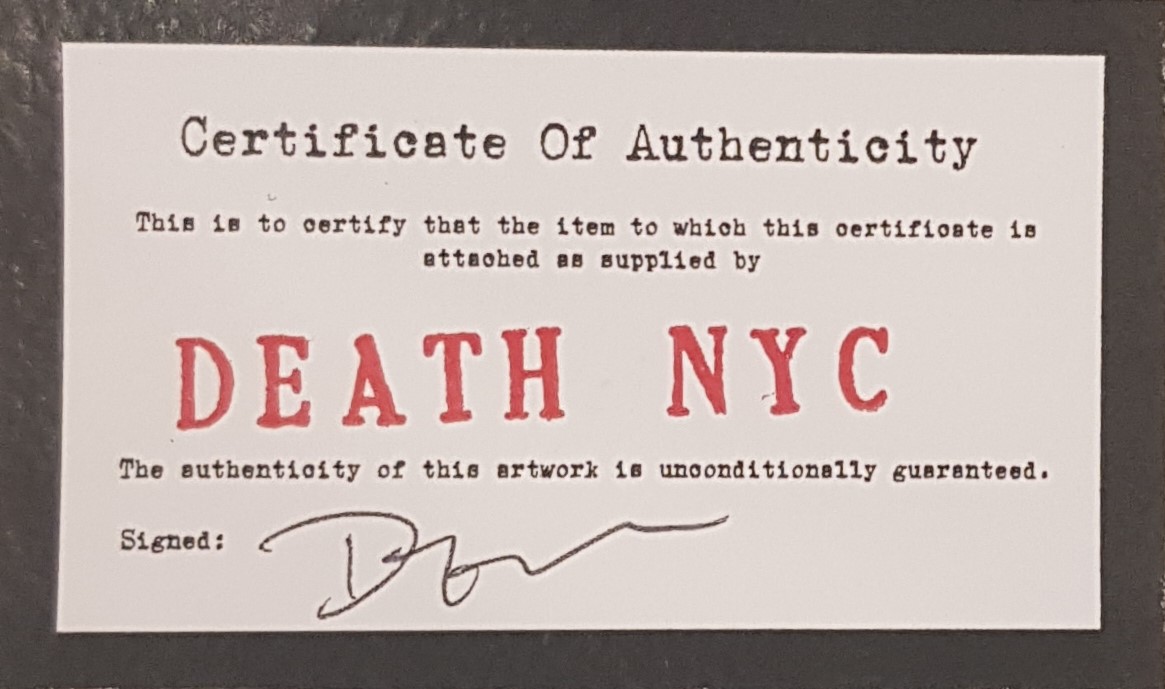 Certificate Of Authenticity
This is to certify that the item to which this certificate is
attached as supplied by
DEATH NYC
The authenticity of this artwork is unconditionally guaranteed.
Signed: